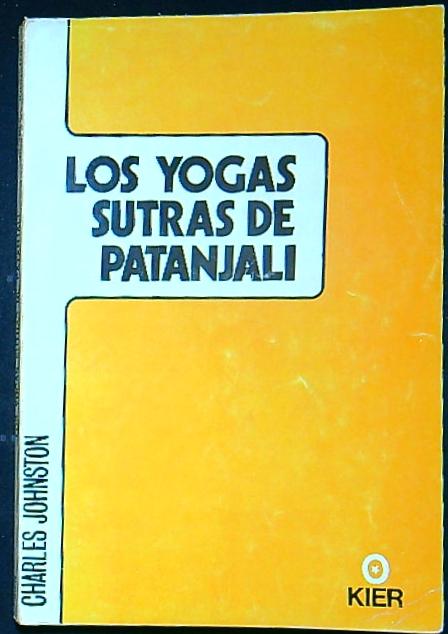 LOS YOGAS
SUTRAS DE
PATANJALI
CHARLES JOHNSTON
KIER